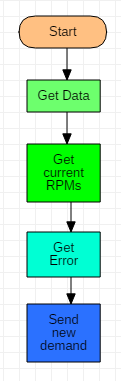 Start
Get Data
Get
current
RPMs
Get
Error
Send
new
demand